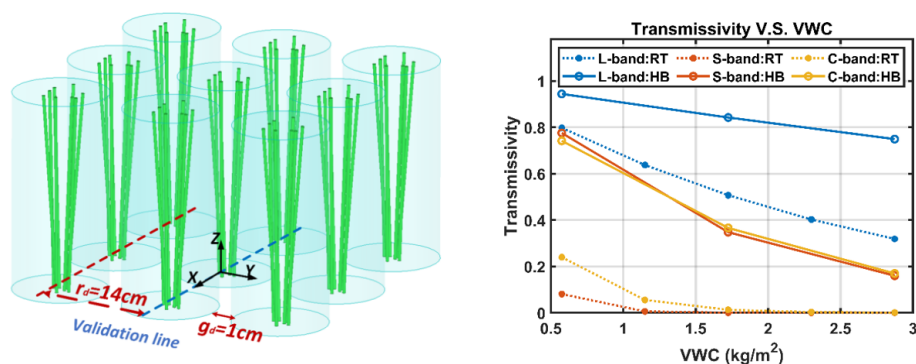 Z
X
Y
r_d=14cm
g_d=1cm
Validation line
Transmissivity V.S. VWC
L-band:RT S-band:RT C-band:RT
L-band:HB S-band:HB C-band:HB
Transmissivity
1
0.8
0.6
0.4
0.2
0
0.5 1 1.5 2 2.5 3
VWC (kg/m²)